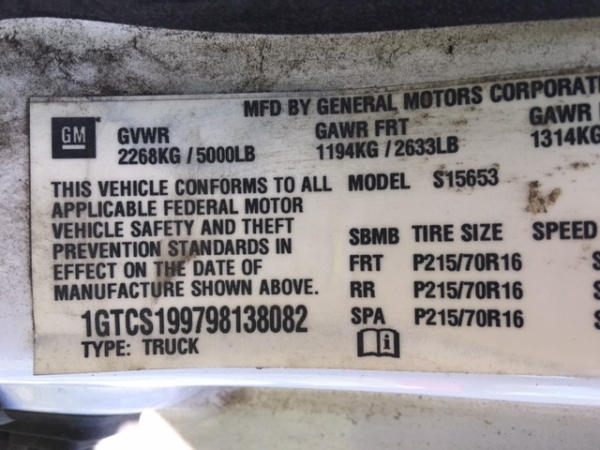 MFD BY GENERAL MOTORS
GM
GVWR GAWR FRT GAWR
2268KG / 5000LB 1194KG / 2633LB 1314KG
THIS VEHICLE CONFORMS TO ALL MODEL S15653
APPLICABLE FEDERAL MOTOR
VEHICLE SAFETY AND THEFT
PREVENTION STANDARDS IN
EFFECT ON THE DATE OF
MANUFACTURE SHOWN ABOVE.
SBMB TIRE SIZE SPEED
FRT P215/70R16 S
RR P215/70R16 S
SPA P215/70R16 S
1GTCS199798138082
TYPE: TRUCK